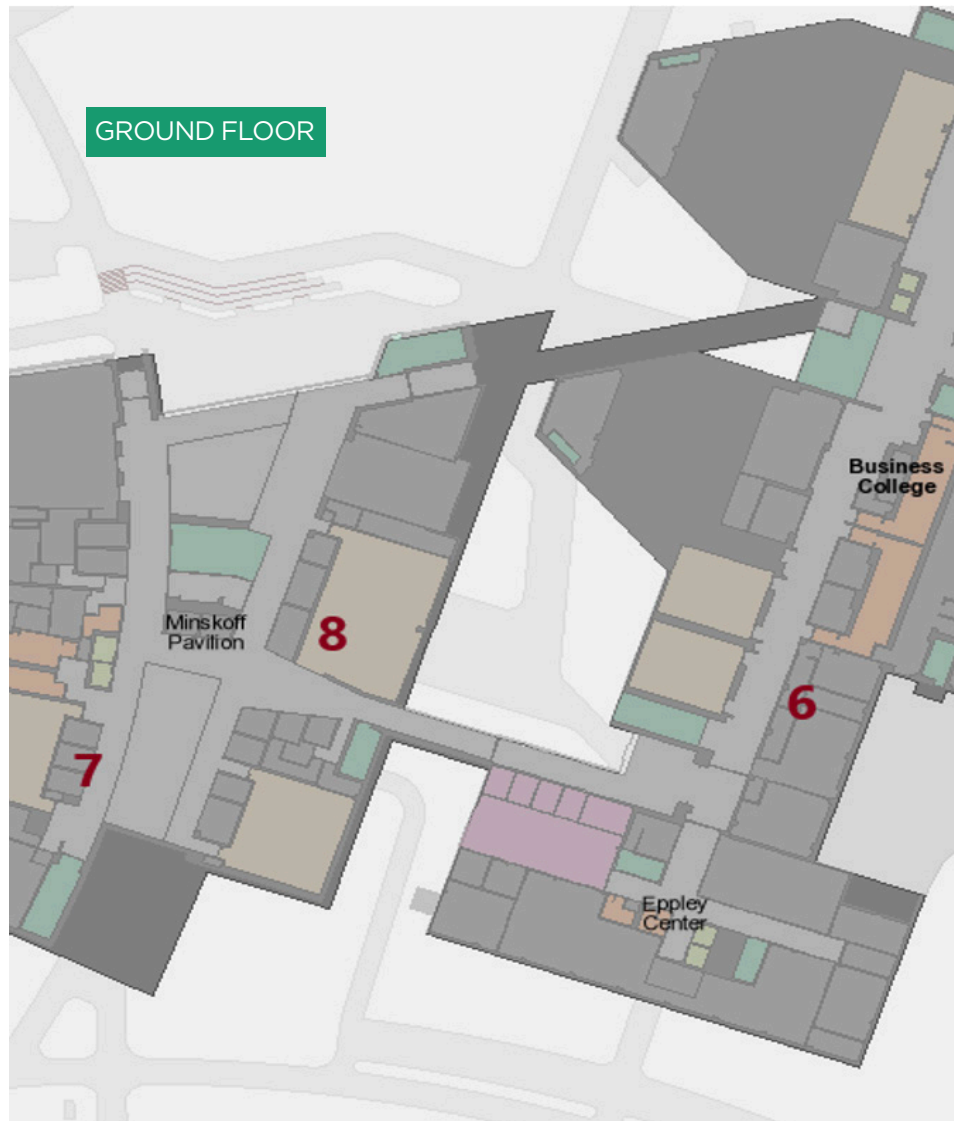 GROUND FLOOR
Business
College
Minskoff
Pavilion
8
6
7
Eppley
Center